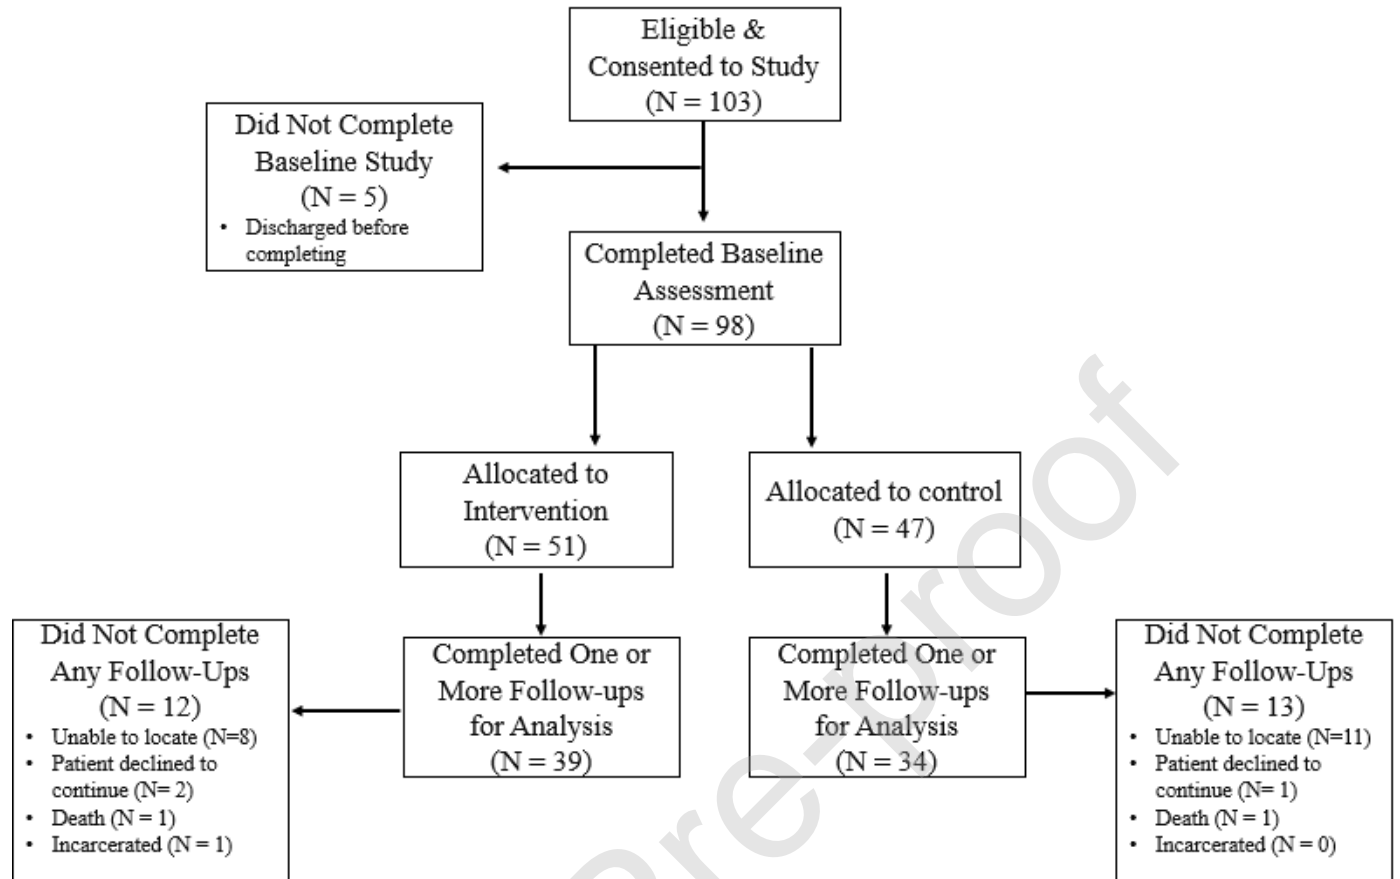 Eligible &
Consented to Study
(N = 103)
Did Not Complete
Baseline Study
(N = 5)
• Discharged before
completing
Completed Baseline
Assessment
(N = 98)
Allocated to
Intervention
(N = 51)
Allocated to control
(N = 47)
Did Not Complete
Any Follow-Ups
(N = 12)
• Unable to locate (N=8)
• Patient declined to
continue (N= 2)
• Death (N = 1)
• Incarcerated (N = 1)
Completed One or
More Follow-ups
for Analysis
(N = 39)
Completed One or
More Follow-ups
for Analysis
(N = 34)
Did Not Complete
Any Follow-Ups
(N = 13)
• Unable to locate (N=11)
• Patient declined to
continue (N= 1)
• Death (N = 1)
• Incarcerated (N = 0)
Pre-proof